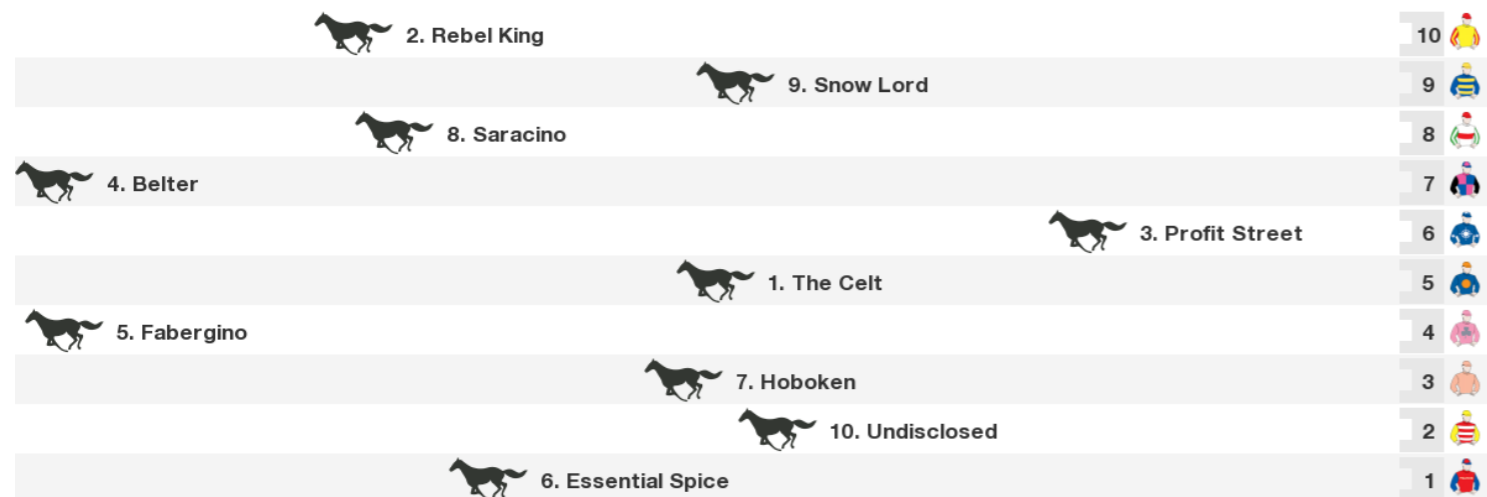 2. Rebel King 10
9. Snow Lord 9
8. Saracino 8
4. Belter 7
3. Profit Street 6
1. The Celt 5
5. Fabergino 4
7. Hoboken 3
10. Undisclosed 2
6. Essential Spice 1